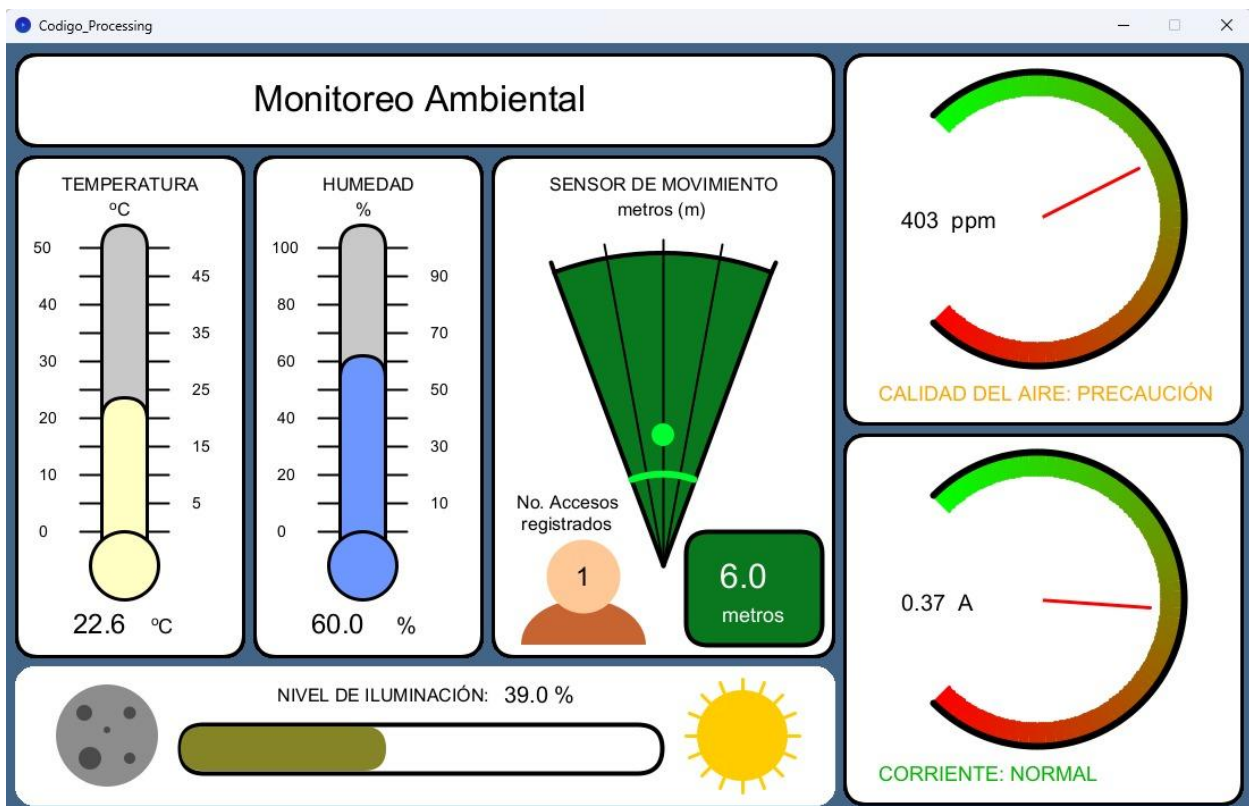 Codigo_Processing
Monitoreo Ambiental
TEMPERATURA
ºC
50
45
40
35
30
25
20
15
10
5
0
22.6 ºC
HUMEDAD
%
100
90
80
70
60
50
40
30
20
10
0
60.0 %
SENSOR DE MOVIMIENTO
metros (m)
No. Accesos
registrados
1
6.0
metros
NIVEL DE ILUMINACIÓN: 39.0 %
403 ppm
CALIDAD DEL AIRE: PRECAUCIÓN
0.37 A
CORRIENTE: NORMAL